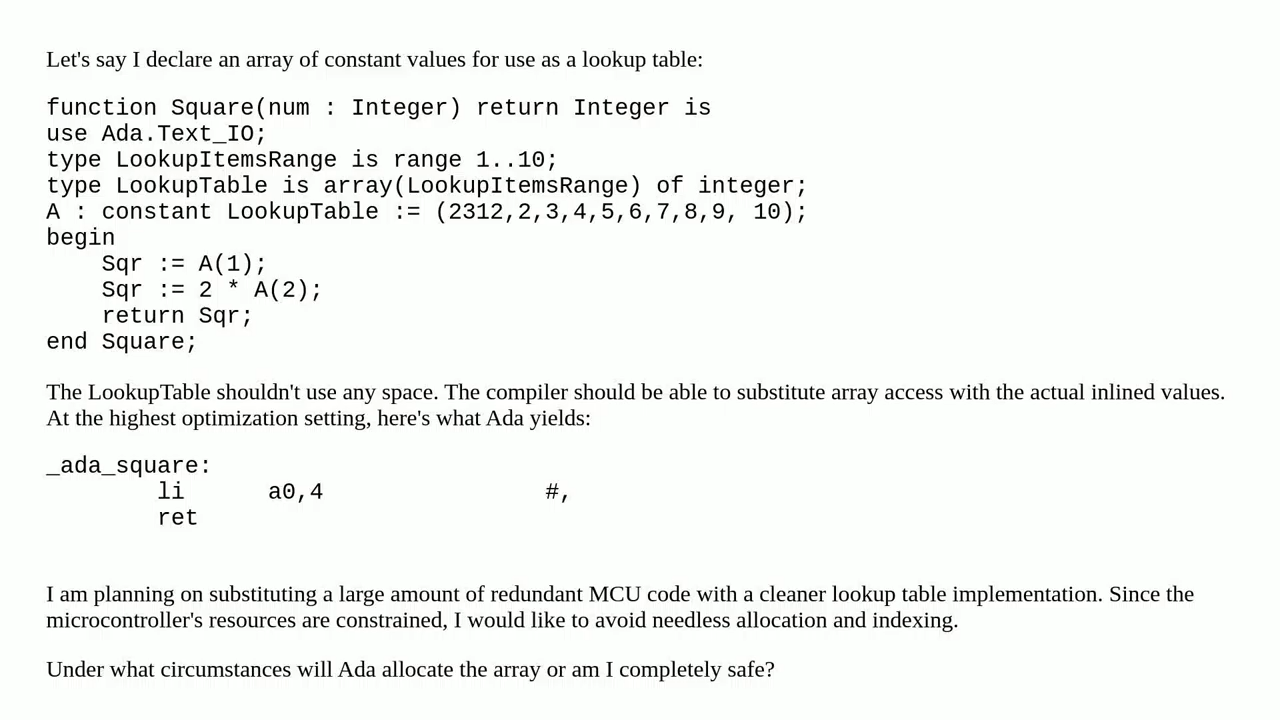 Let's say I declare an array of constant values for use as a lookup table:
function Square(num : Integer) return Integer is
use Ada.Text_IO;
type LookupItemsRange is range 1..10;
type LookupTable is array(LookupItemsRange) of integer;
A : constant LookupTable := (2312,2,3,4,5,6,7,8,9, 10);
begin
    Sqr := A(1);
    Sqr := 2 * A(2);
    return Sqr;
end Square;
The LookupTable shouldn't use any space. The compiler should be able to substitute array access with the actual inlined values.
At the highest optimization setting, here's what Ada yields:
_ada_square:
        li      a0,4                #,
        ret
I am planning on substituting a large amount of redundant MCU code with a cleaner lookup table implementation. Since the
microcontroller's resources are constrained, I would like to avoid needless allocation and indexing.
Under what circumstances will Ada allocate the array or am I completely safe?